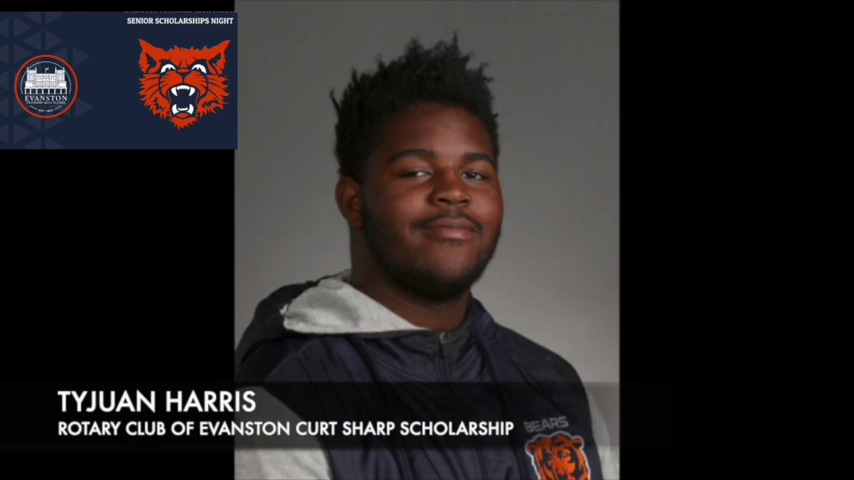 SENIOR SCHOLARSHIPS NIGHT
EVANSTON
TYJUAN HARRIS
ROTARY CLUB OF EVANSTON CURT SHARP SCHOLARSHIP
BEARS